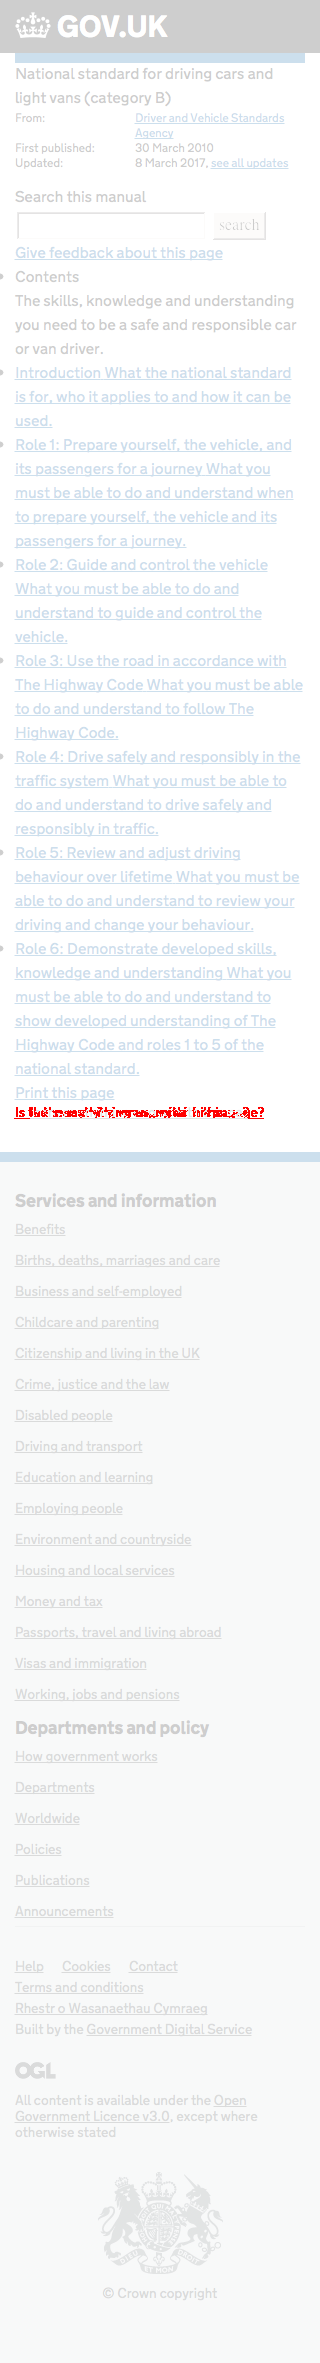 GOV.UK
National standard for driving cars and
light vans (category B)
From: Driver and Vehicle Standards
Agency
First published: 30 March 2010
Updated: 8 March 2017, see all updates
Search this manual
search
Give feedback about this page
Contents
The skills, knowledge and understanding
you need to be a safe and responsible car
or van driver.
Introduction What the national standard
is for, who it applies to and how it can be
used.
Role 1: Prepare yourself, the vehicle, and
its passengers for a journey What you
must be able to do and understand when
to prepare yourself, the vehicle and its
passengers for a journey.
Role 2: Guide and control the vehicle
What you must be able to do and
understand to guide and control the
vehicle.
Role 3: Use the road in accordance with
The Highway Code What you must be able
to do and understand to follow The
Highway Code.
Role 4: Drive safely and responsibly in the
traffic system What you must be able to
do and understand to drive safely and
responsibly in traffic.
Role 5: Review and adjust driving
behaviour over lifetime What you must be
able to do and understand to review your
driving and change your behaviour.
Role 6: Demonstrate developed skills,
knowledge and understanding What you
must be able to do and understand to
show developed understanding of The
Highway Code and roles 1 to 5 of the
national standard.
Print this page
Is
Services and information
Benefits
Births, deaths, marriages and care
Business and self-employed
Childcare and parenting
Citizenship and living in the UK
Crime, justice and the law
Disabled people
Driving and transport
Education and learning
Employing people
Environment and countryside
Housing and local services
Money and tax
Passports, travel and living abroad
Visas and immigration
Working, jobs and pensions
Departments and policy
How government works
Departments
Worldwide
Policies
Publications
Announcements
Help Cookies Contact
Terms and conditions
Rhestr o Wasanaethau Cymraeg
Built by the Government Digital Service
OGL
All content is available under the Open
Government Licence v3.0, except where
otherwise stated
© Crown copyright